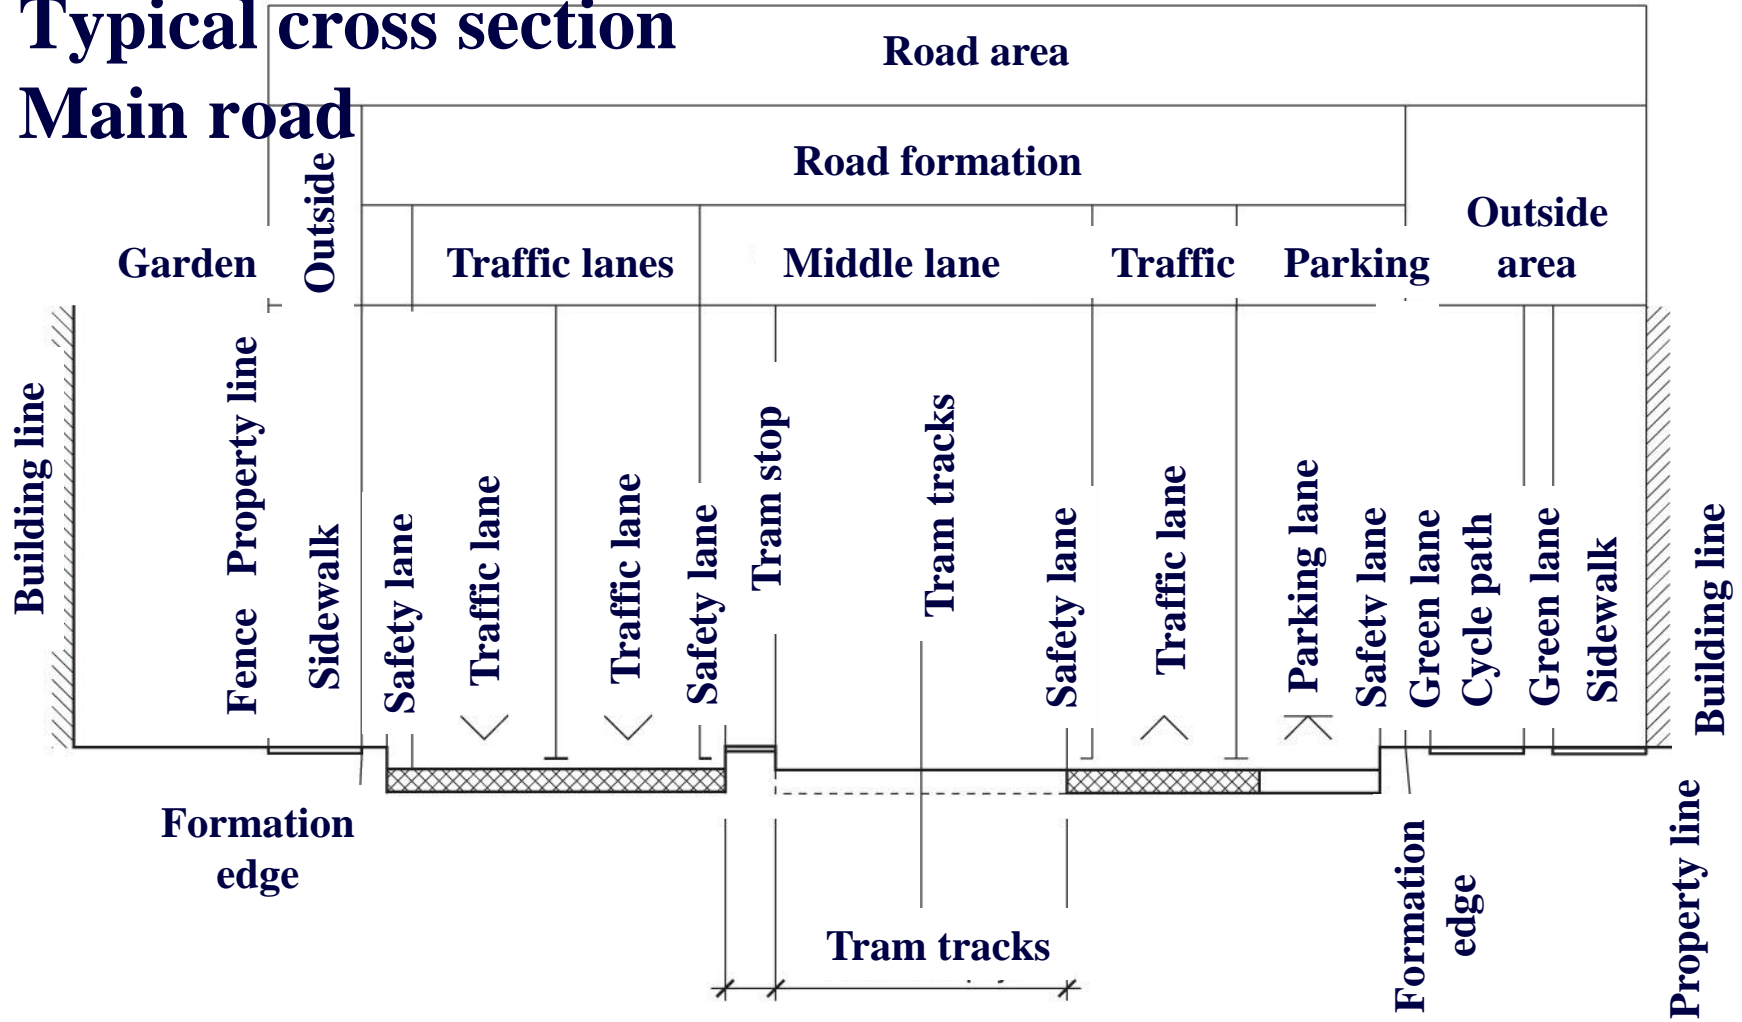 Typical cross section
Main road
Road area
Road formation
Outside
Garden
Traffic lanes
Middle lane
Traffic
Parking
Outside
area
Building line
Fence Property line
Sidewalk
Safety lane
Traffic lane
Traffic lane
Safety lane
Tram stop
Tram tracks
Safety lane
Traffic lane
Parking lane
Safety lane
Green lane
Cycle path
Green lane
Sidewalk
Building line
Formation
edge
Tram tracks
Formation
edge
Property line